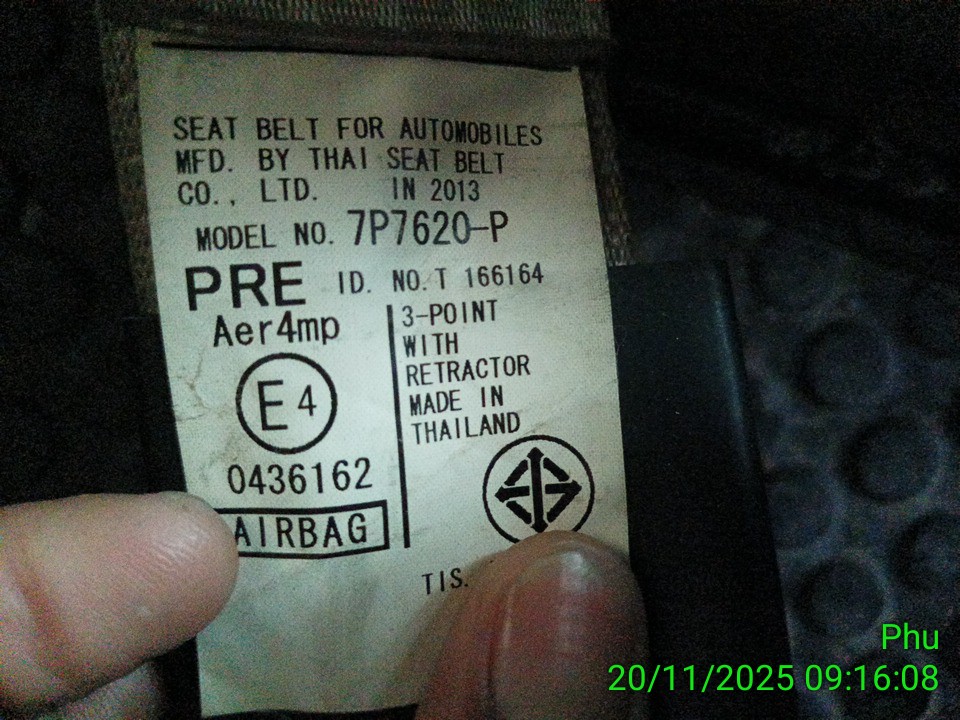 SEAT BELT FOR AUTOMOBILES
MFD. BY THAI SEAT BELT
CO., LTD. IN 2013
MODEL NO. 7P7620-P
PRE ID. NO. T 166164
Aer4mp
E4
0436162
AIRBAG
3-POINT
WITH
RETRACTOR
MADE IN
THAILAND
TIS.
Phu
20/11/2025 09:16:08